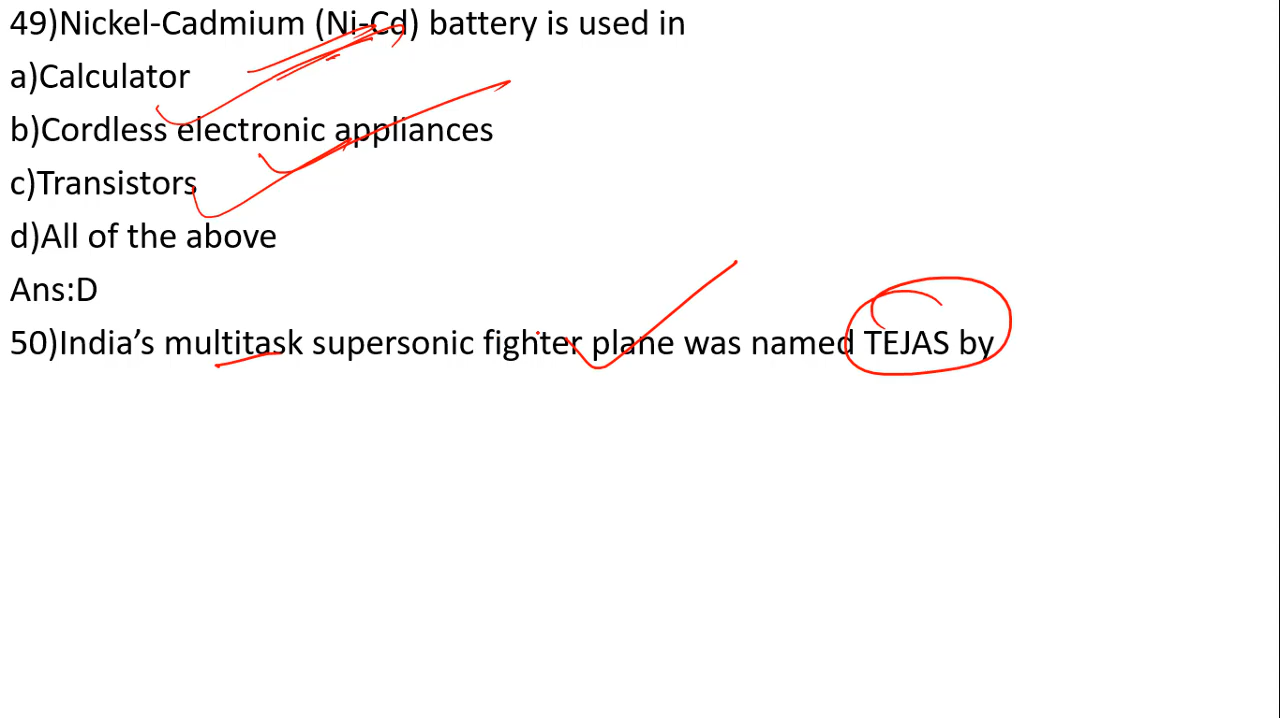 49)Nickel-Cadmium (Ni-Cd) battery is used in
a)Calculator
b)Cordless electronic appliances
c)Transistors
d)All of the above
Ans:D
50)India’s multitask supersonic fighter plane was named TEJAS by